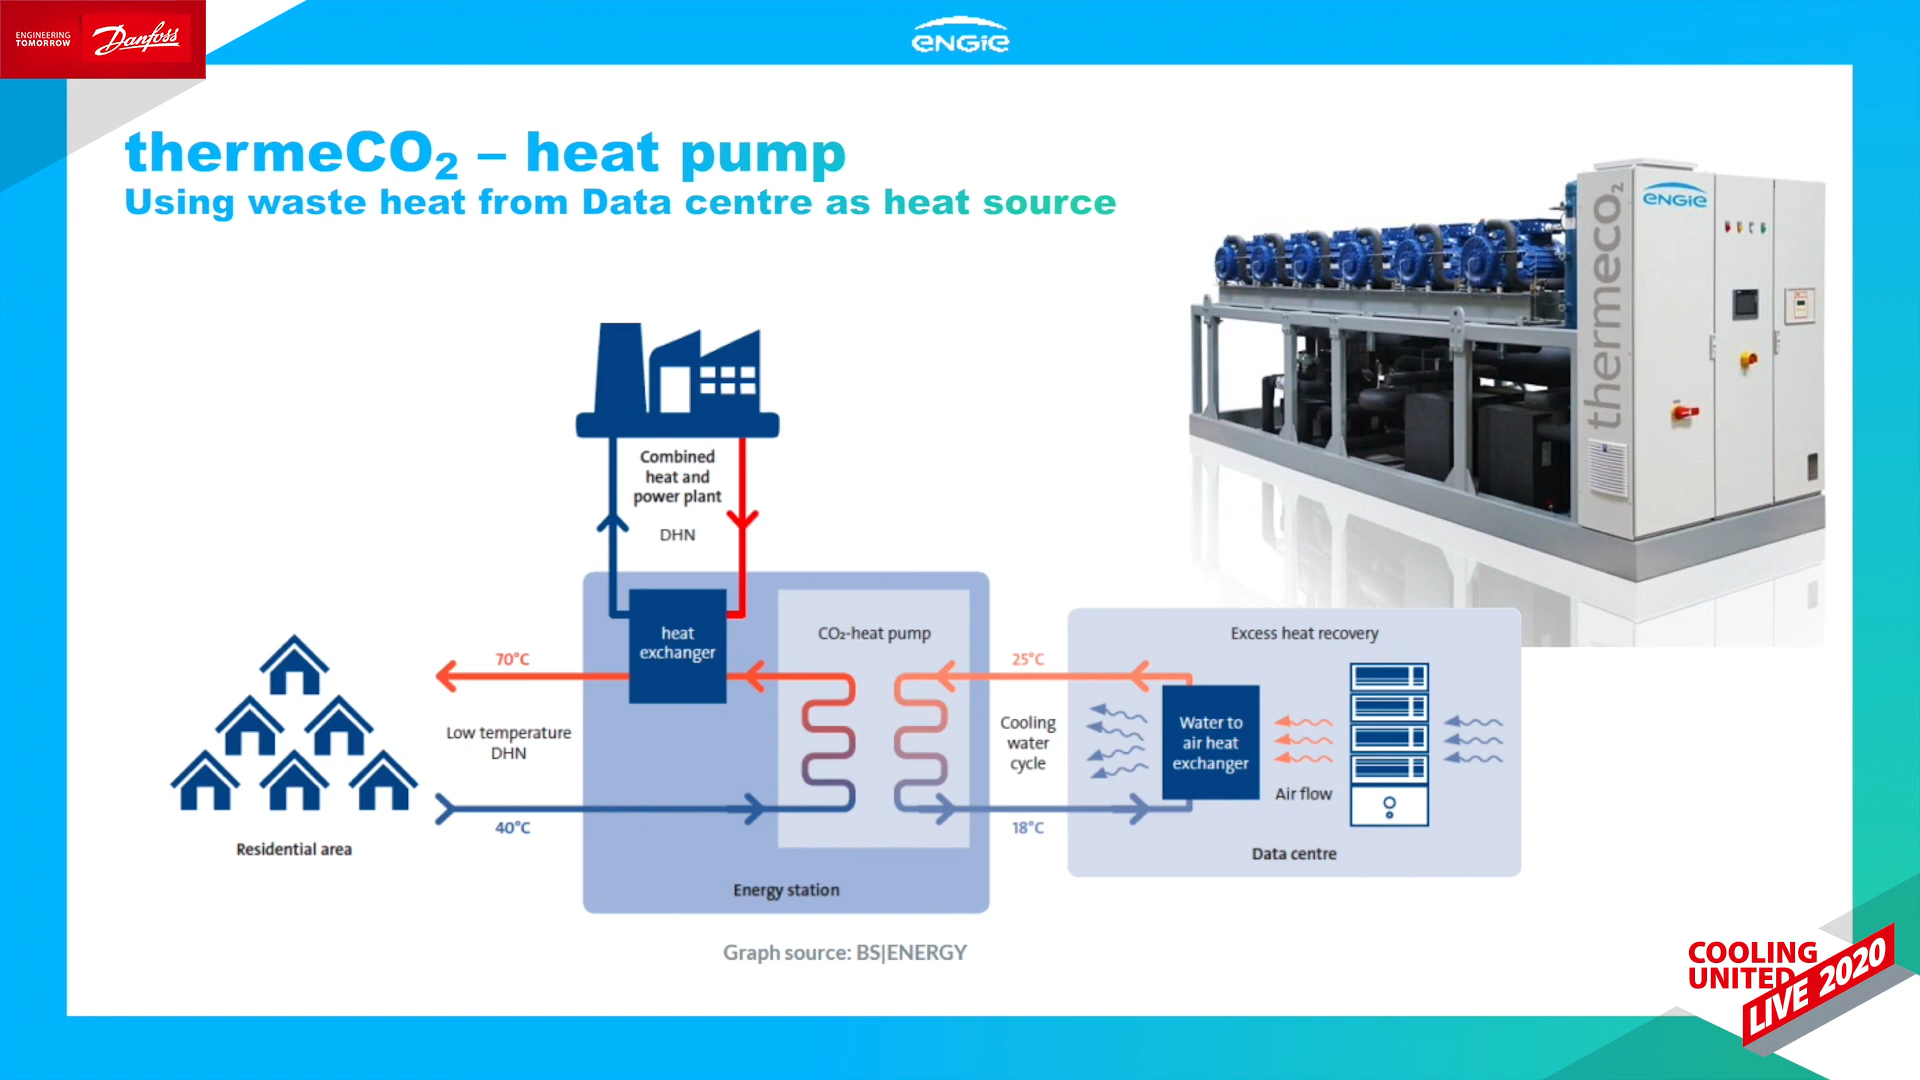 ENGINEERING
TOMORROW
Danfoss
ENGIE
thermeCO₂ – heat pump
Using waste heat from Data centre as heat source
thermeco₂
ENGIE
Combined
heat and
power plant
DHN
heat
exchanger
CO₂-heat pump
Excess heat recovery
70°C
25°C
Low temperature
DHN
Cooling
water
cycle
Water to
air heat
exchanger
Air flow
40°C
18°C
Residential area
Data centre
Energy station
Graph source: BS|ENERGY
COOLING
UNITED
LIVE 2020